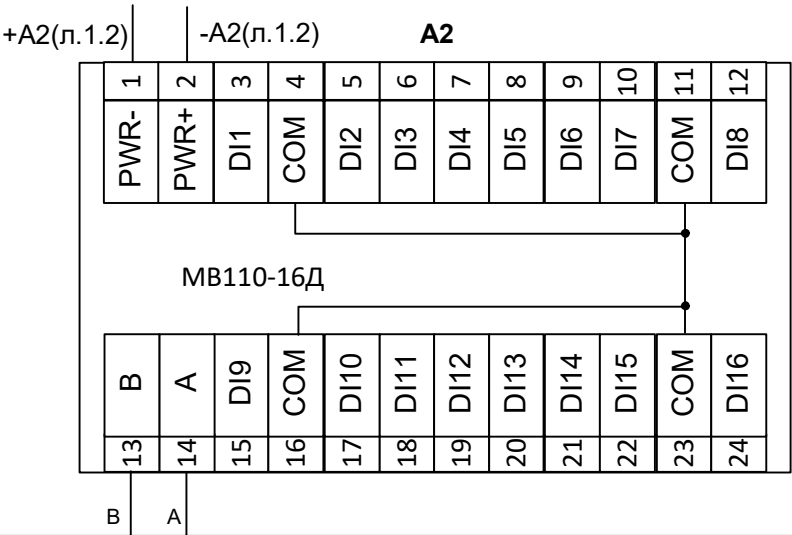 +A2(л.1.2) -A2(л.1.2) A2
1 2 3 4 5 6 7 8 9 10 11 12
PWR- PWR+ DI1 COM DI2 DI3 DI4 DI5 DI6 DI7 COM DI8
МВ110-16Д
B A DI9 COM DI10 DI11 DI12 DI13 DI14 DI15 COM DI16
13 14 15 16 17 18 19 20 21 22 23 24
B A